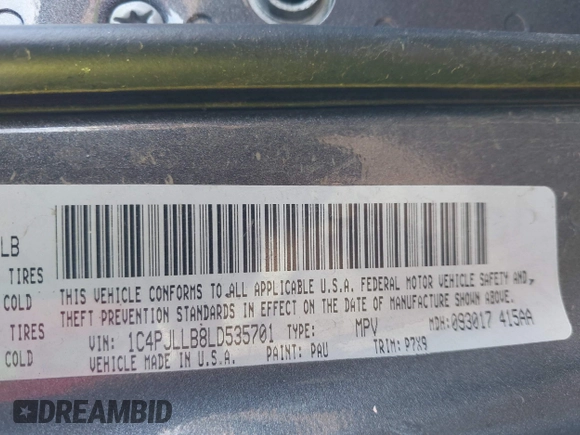 LB
TIRES
COLD
TIRES
COLD
THIS VEHICLE CONFORMS TO ALL APPLICABLE U.S.A. FEDERAL MOTOR VEHICLE SAFETY AND
THEFT PREVENTION STANDARDS IN EFFECT ON THE DATE OF MANUFACTURE SHOWN ABOVE.
VIN: 1C4PJLLB8LD535701 TYPE: MPV MDH: 093017 415AA
VEHICLE MADE IN U.S.A. PAINT: PAU TRIM: P7X9
DREAMBID